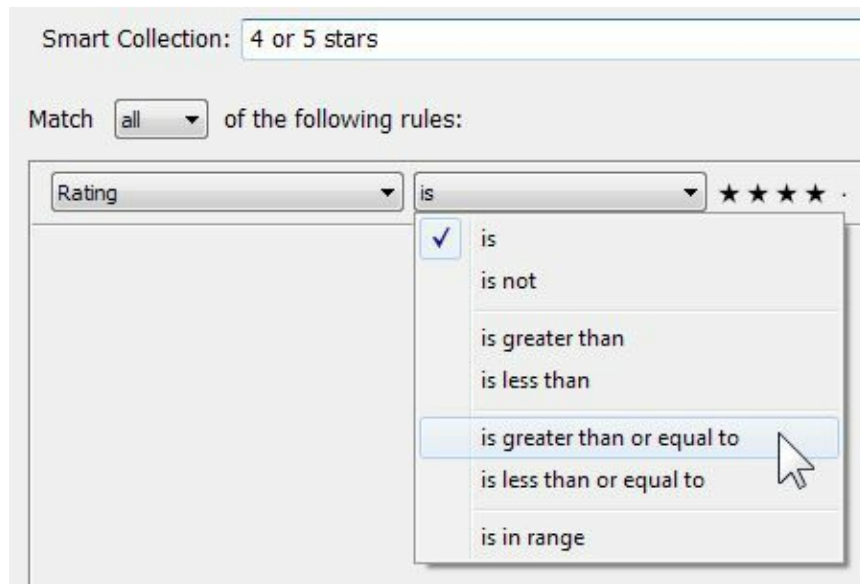 Smart Collection: 4 or 5 stars
Match all of the following rules:
Rating is ★★★★ ·
is
is not
is greater than
is less than
is greater than or equal to
is less than or equal to
is in range